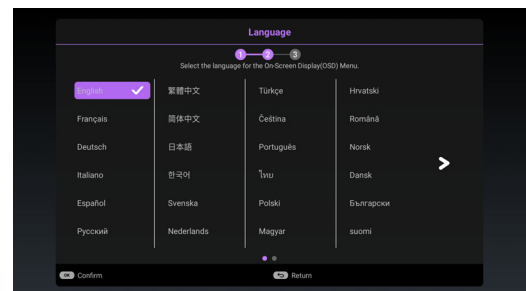 Language
1 2 3
Select the language for the On-Screen Display(OSD) Menu.
English 繁體中文 Türkçe Hrvatski
Français 简体中文 Čeština Română
Deutsch 日本語 Português Norsk
Italiano 한국어 ไทย Dansk
Español Svenska Polski Български
Русский Nederlands Magyar suomi
OK Confirm Return